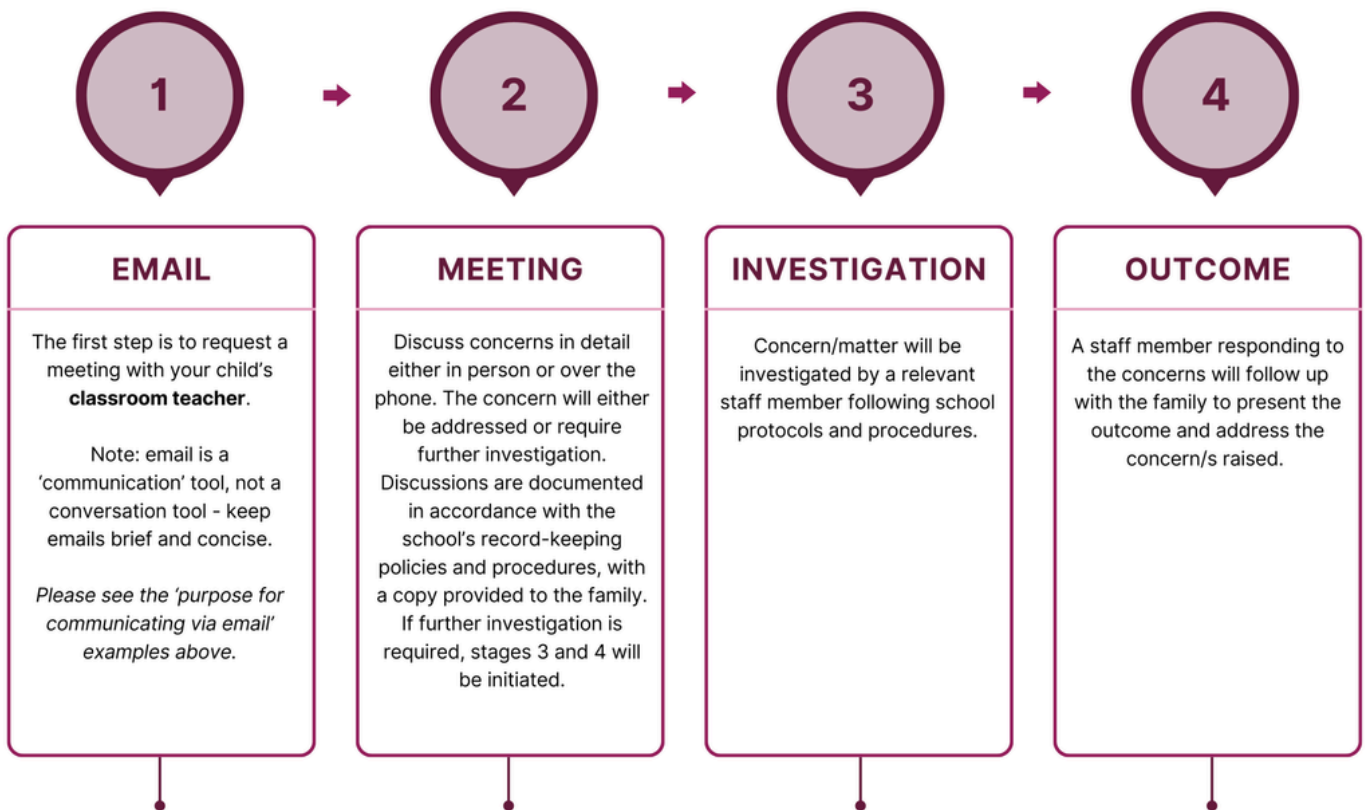 1
2
3
4
EMAIL
The first step is to request a
meeting with your child's
classroom teacher.
Note: email is a
'communication' tool, not a
conversation tool - keep
emails brief and concise.
Please see the 'purpose for
communicating via email'
examples above.
MEETING
Discuss concerns in detail
either in person or over the
phone. The concern will either
be addressed or require
further investigation.
Discussions are documented
in accordance with the
school's record-keeping
policies and procedures, with
a copy provided to the family.
If further investigation is
required, stages 3 and 4 will
be initiated.
INVESTIGATION
Concern/matter will be
investigated by a relevant
staff member following school
protocols and procedures.
OUTCOME
A staff member responding to
the concerns will follow up
with the family to present the
outcome and address the
concern/s raised.